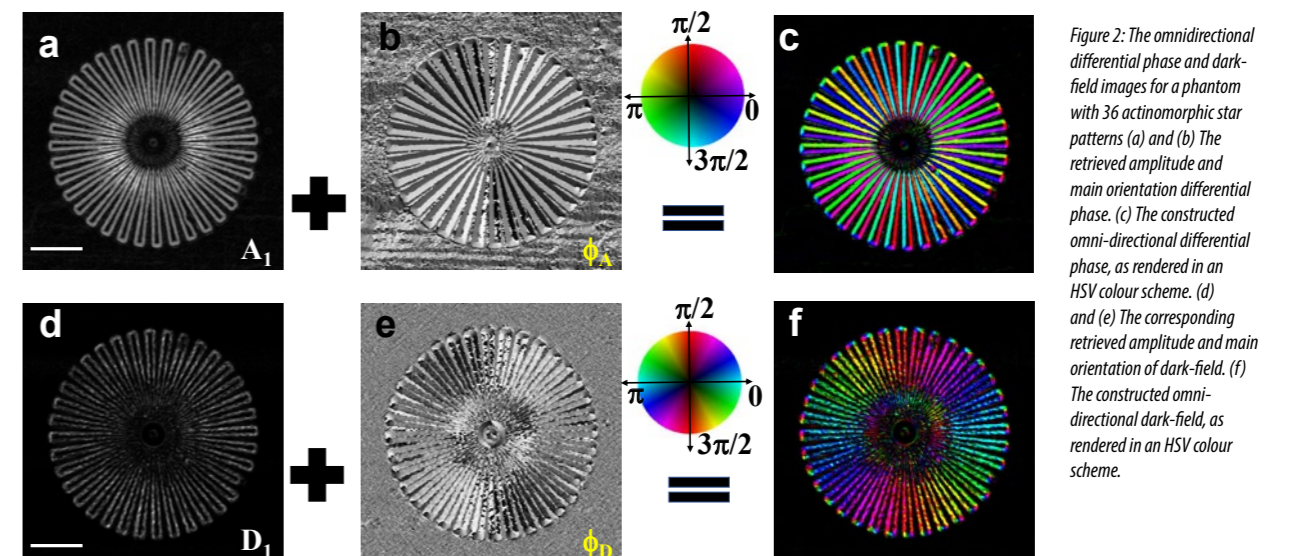 a
A1
b
ϕA
π/2
π
0
3π/2
c
Figure 2: The omnidirectional
differential phase and dark-
field images for a phantom
with 36 actinomorphic star
patterns (a) and (b) The
retrieved amplitude and
main orientation differential
phase. (c) The constructed
omni-directional differential
phase, as rendered in an
HSV colour scheme. (d)
and (e) The corresponding
retrieved amplitude and main
orientation of dark-field. (f)
The constructed omni-
directional dark-field, as
rendered in an HSV colour
scheme.
d
D1
e
ϕD
π/2
π
0
3π/2
f